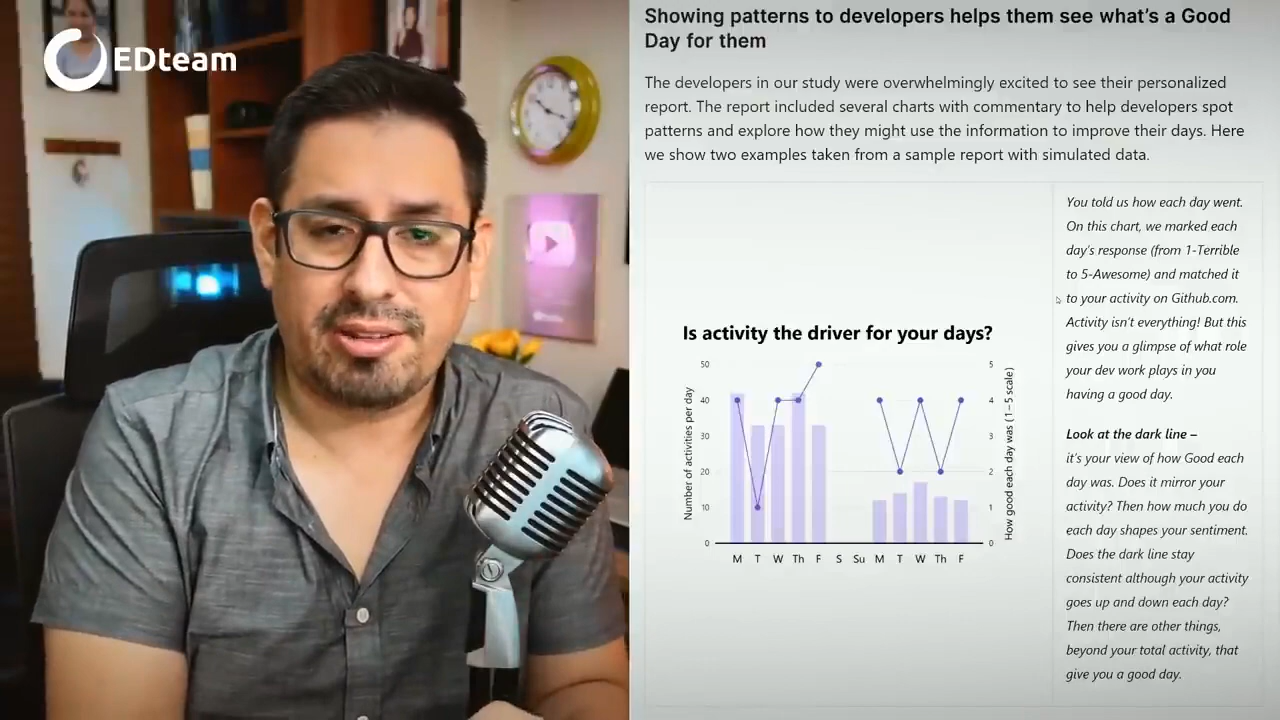 EDteam
Showing patterns to developers helps them see what's a Good
Day for them
The developers in our study were overwhelmingly excited to see their personalized
report. The report included several charts with commentary to help developers spot
patterns and explore how they might use the information to improve their days. Here
we show two examples taken from a sample report with simulated data.
Is activity the driver for your days?
Number of activities per day
50
40
30
20
10
0
M T W Th F S Su M T W Th F
5
4
3
2
1
0
How good each day was (1–5 scale)
You told us how each day went.
On this chart, we marked each
day's response (from 1-Terrible
to 5-Awesome) and matched it
to your activity on Github.com.
Activity isn't everything! But this
gives you a glimpse of what role
your dev work plays in you
having a good day.
Look at the dark line –
it's your view of how Good each
day was. Does it mirror your
activity? Then how much you do
each day shapes your sentiment.
Does the dark line stay
consistent although your activity
goes up and down each day?
Then there are other things,
beyond your total activity, that
give you a good day.